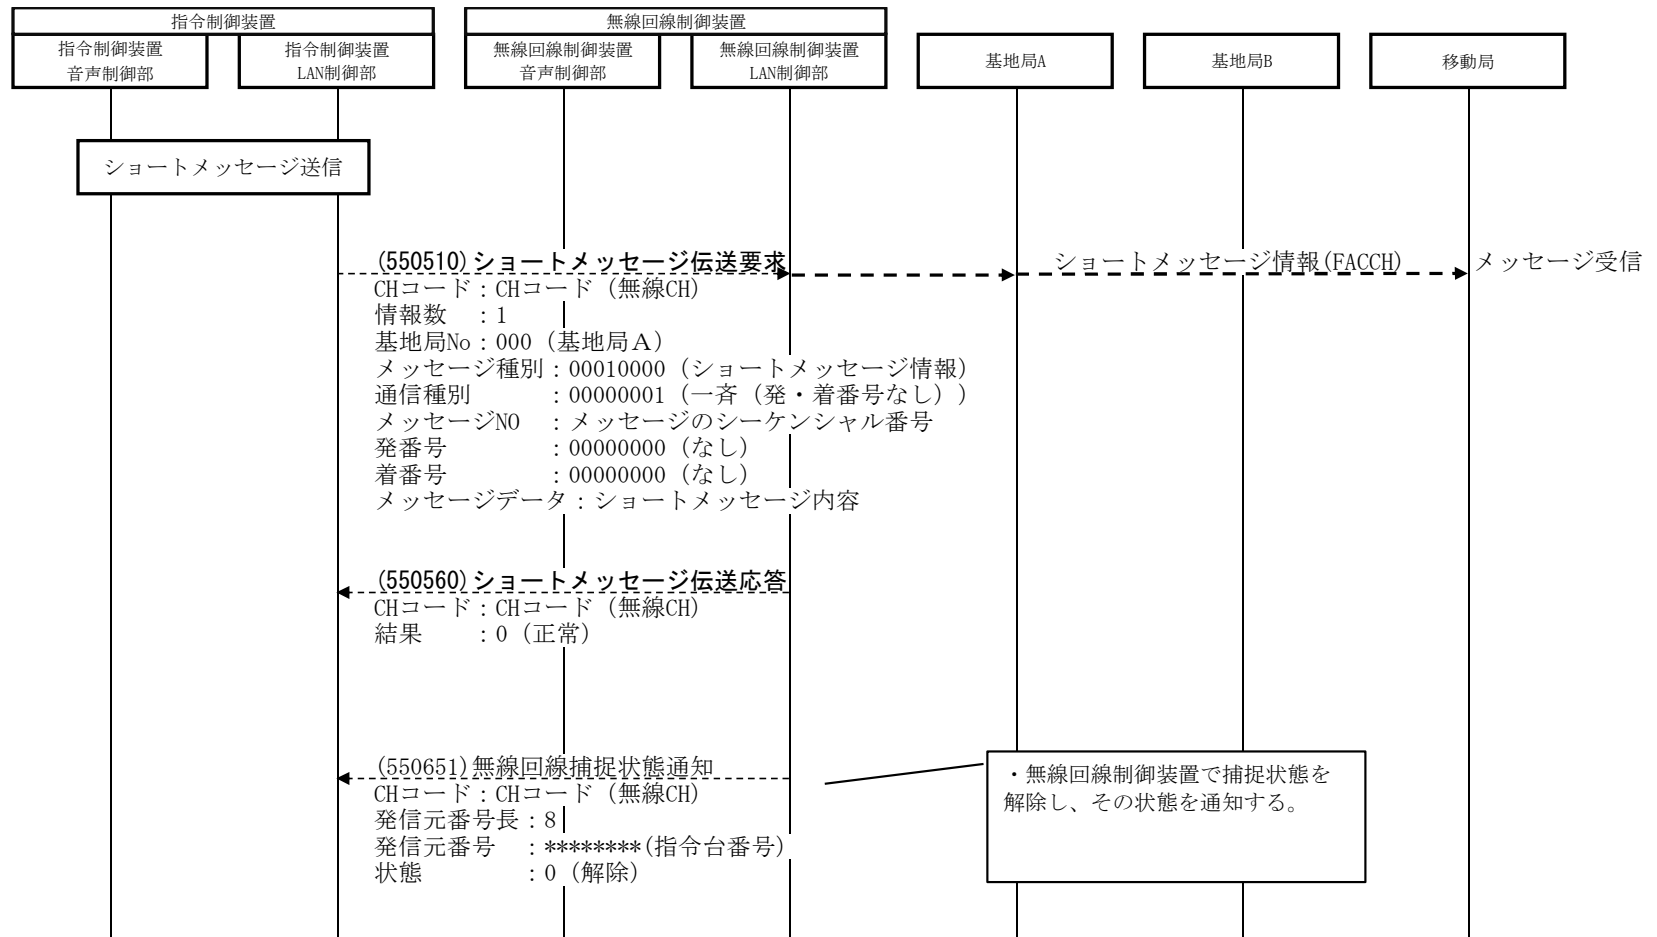 指令制御装置
無線回線制御装置
指令制御装置
音声制御部
指令制御装置
LAN制御部
無線回線制御装置
音声制御部
無線回線制御装置
LAN制御部
基地局A
基地局B
移動局
ショートメッセージ送信
(550510)ショートメッセージ伝送要求
ショートメッセージ情報(FACCH)
メッセージ受信
CHコード：CHコード（無線CH）
情報数　：1
基地局No：000（基地局Ａ）
メッセージ種別：00010000（ショートメッセージ情報）
通信種別　　　：00000001（一斉（発・着番号なし））
メッセージNO　：メッセージのシーケンシャル番号
発番号　　　　：00000000（なし）
着番号　　　　：00000000（なし）
メッセージデータ：ショートメッセージ内容
(550560)ショートメッセージ伝送応答
CHコード：CHコード（無線CH）
結果　　：0（正常）
(550651)無線回線捕捉状態通知
CHコード：CHコード（無線CH）
発信元番号長：8
発信元番号　：********(指令台番号)
状態　　　　：0（解除）
・無線回線制御装置で捕捉状態を
解除し、その状態を通知する。